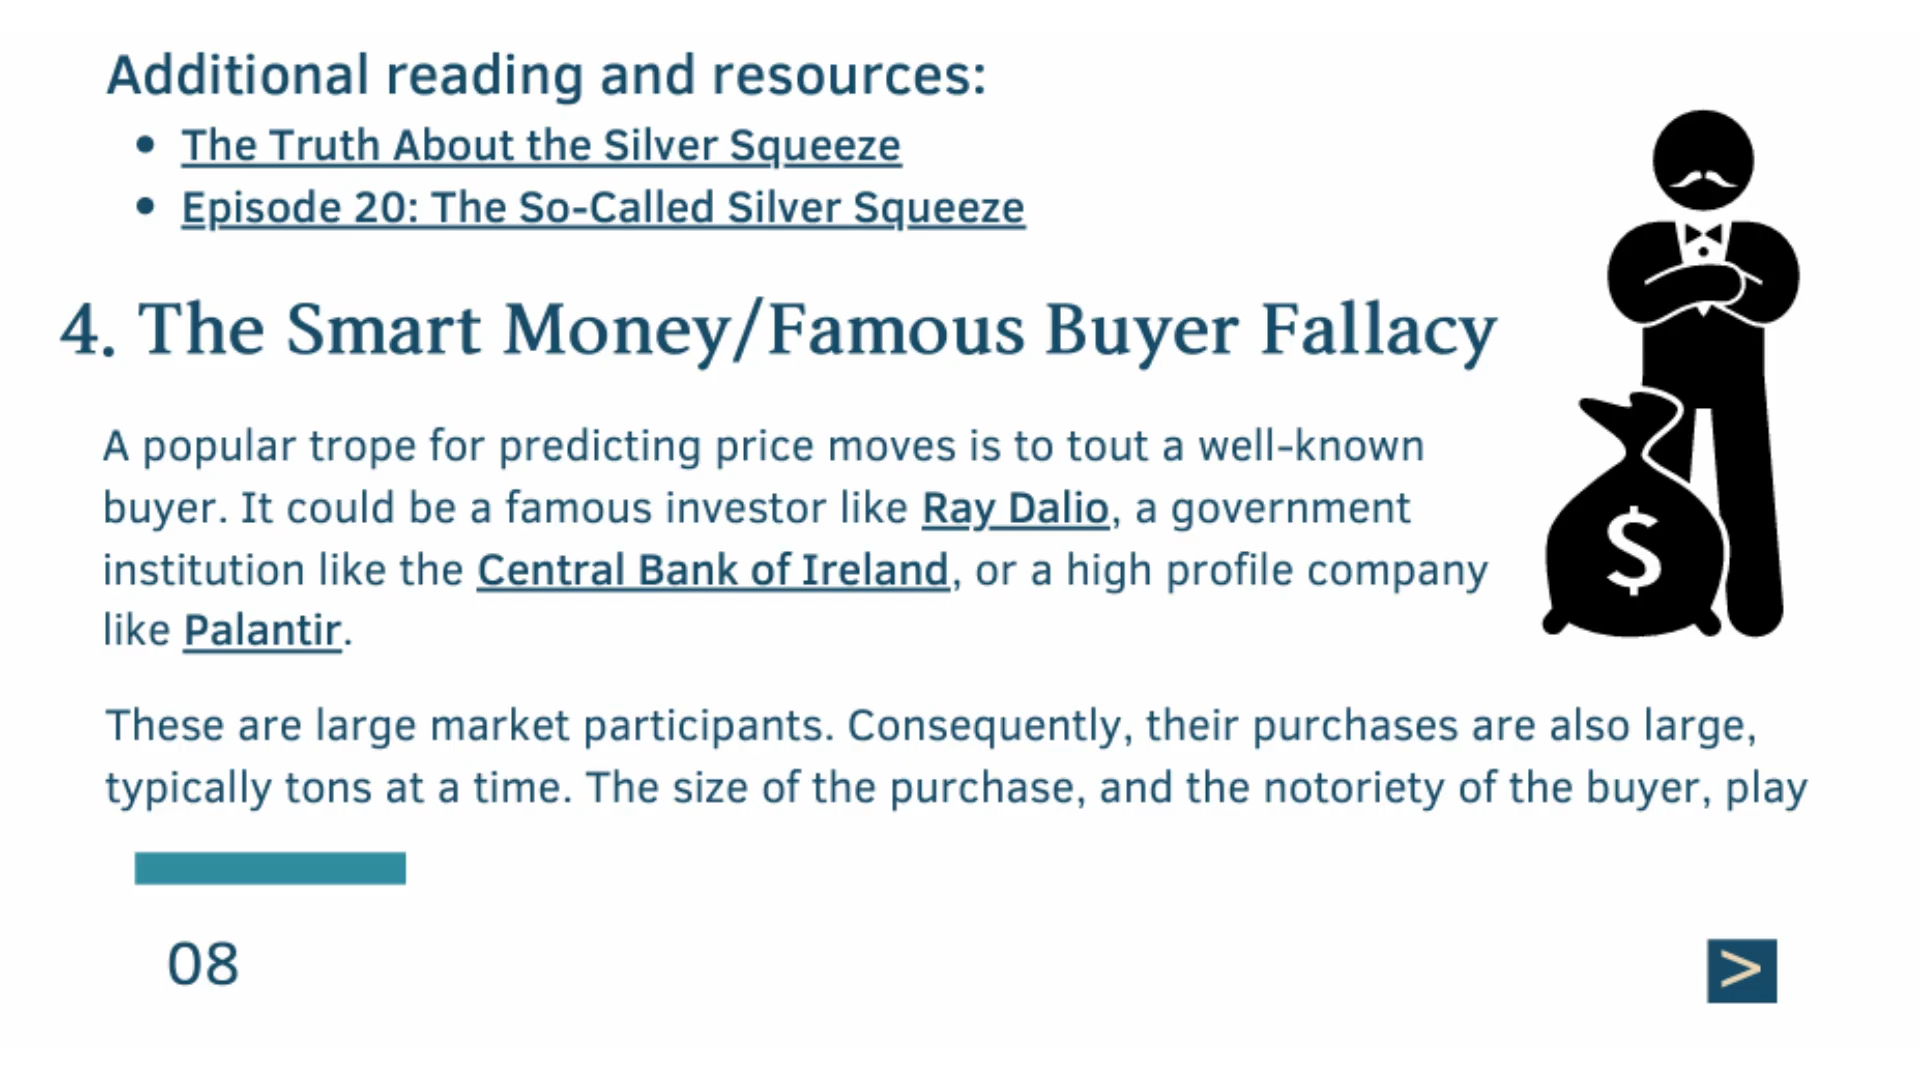 Additional reading and resources:
• The Truth About the Silver Squeeze
• Episode 20: The So-Called Silver Squeeze
4. The Smart Money/Famous Buyer Fallacy
A popular trope for predicting price moves is to tout a well-known
buyer. It could be a famous investor like Ray Dalio, a government
institution like the Central Bank of Ireland, or a high profile company
like Palantir.
$
These are large market participants. Consequently, their purchases are also large,
typically tons at a time. The size of the purchase, and the notoriety of the buyer, play
08
>